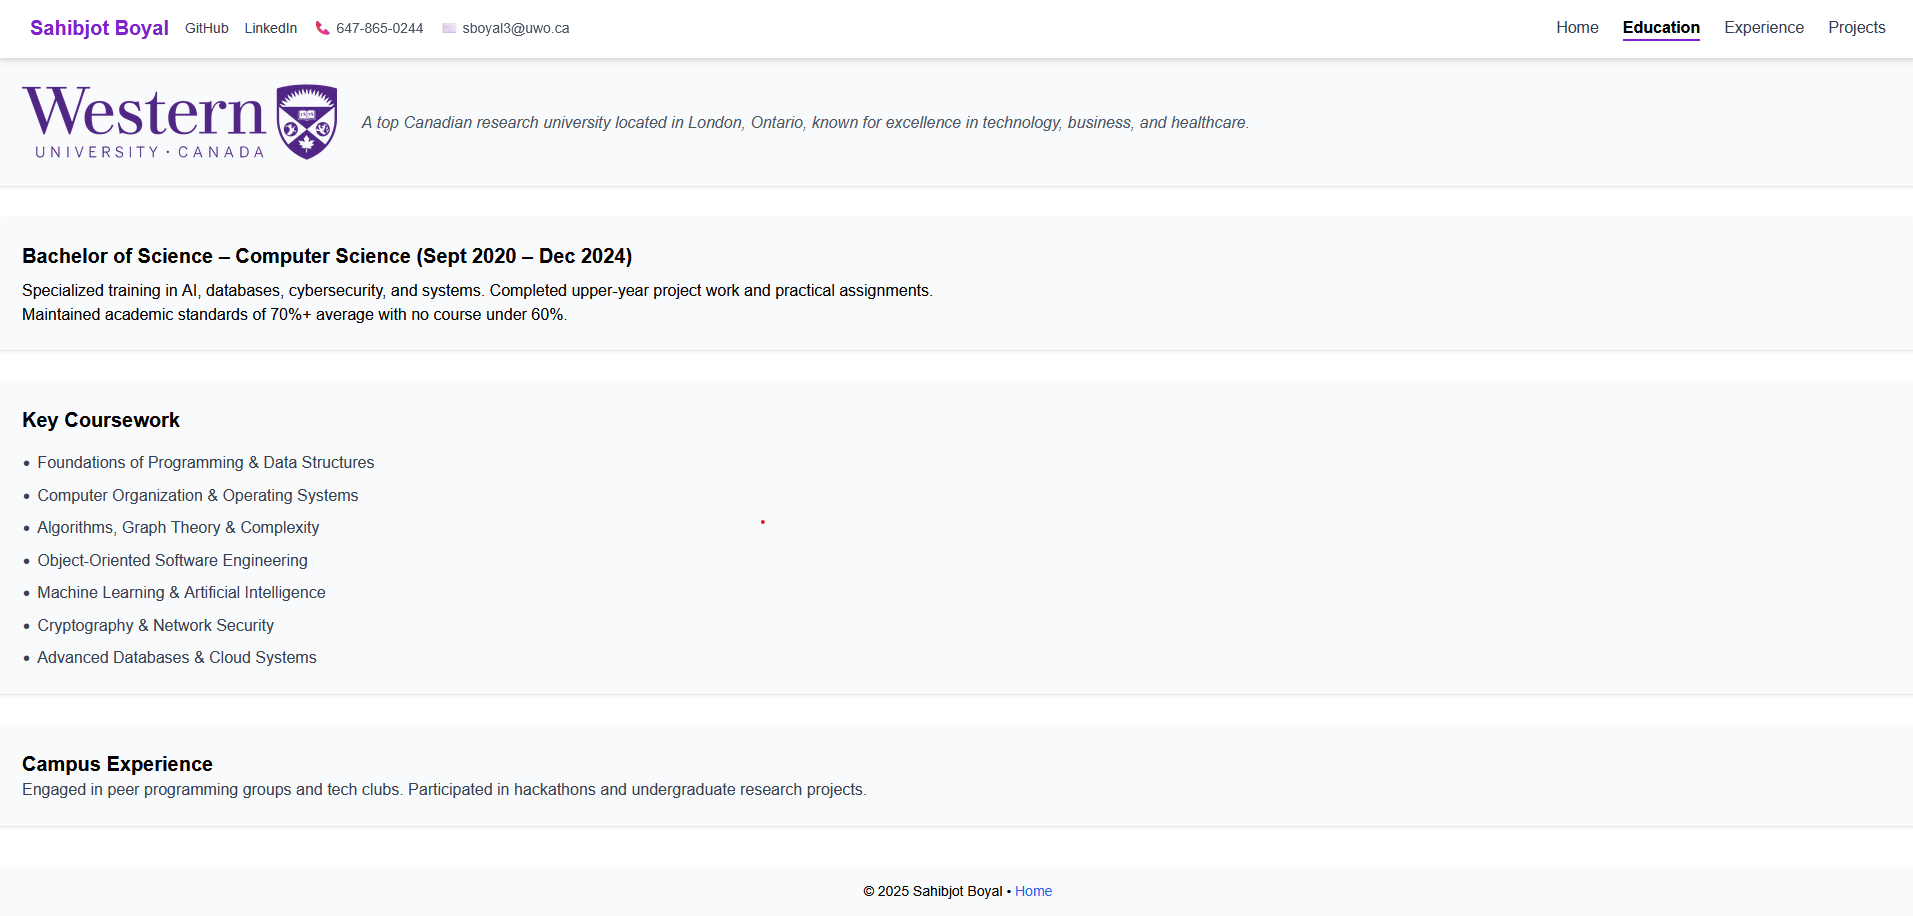 Sahibjot Boyal GitHub LinkedIn 647-865-0244 sboyal3@uwo.ca Home Education Experience Projects
Western
UNIVERSITY · CANADA
A top Canadian research university located in London, Ontario, known for excellence in technology, business, and healthcare.
Bachelor of Science – Computer Science (Sept 2020 – Dec 2024)
Specialized training in AI, databases, cybersecurity, and systems. Completed upper-year project work and practical assignments.
Maintained academic standards of 70%+ average with no course under 60%.
Key Coursework
• Foundations of Programming & Data Structures
• Computer Organization & Operating Systems
• Algorithms, Graph Theory & Complexity
• Object-Oriented Software Engineering
• Machine Learning & Artificial Intelligence
• Cryptography & Network Security
• Advanced Databases & Cloud Systems
Campus Experience
Engaged in peer programming groups and tech clubs. Participated in hackathons and undergraduate research projects.
© 2025 Sahibjot Boyal • Home